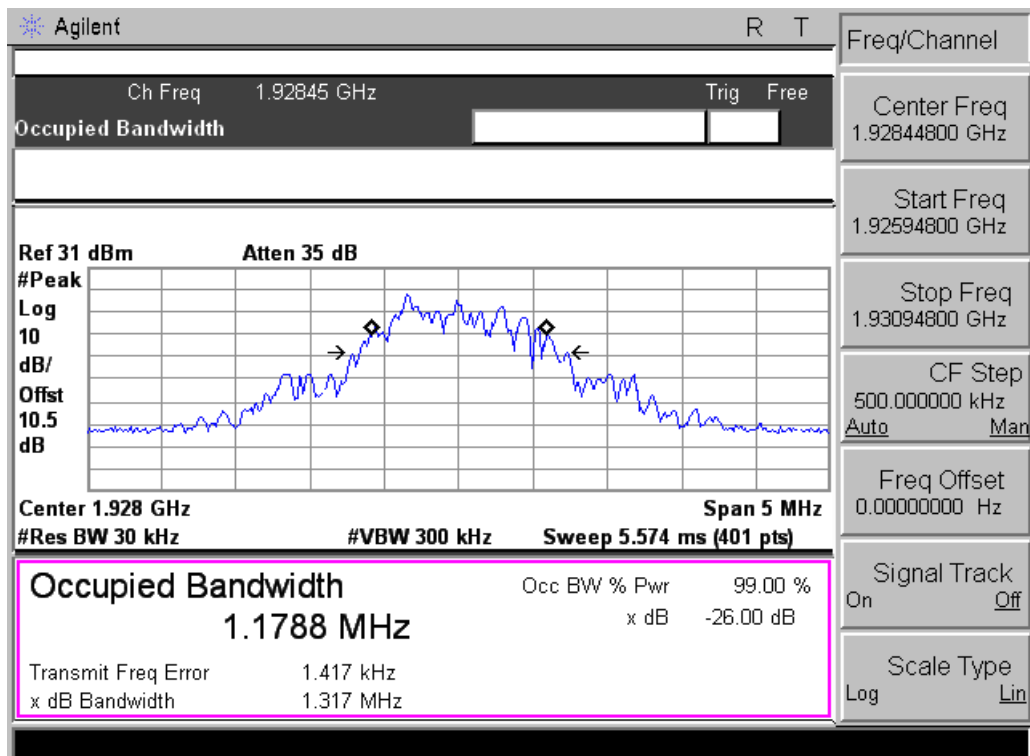 Agilent R T
Ch Freq 1.92845 GHz Trig Free
Occupied Bandwidth
Ref 31 dBm Atten 35 dB
#Peak
Log
10
dB/
Offst
10.5
dB
Center 1.928 GHz Span 5 MHz
#Res BW 30 kHz #VBW 300 kHz Sweep 5.574 ms (401 pts)
Occupied Bandwidth Occ BW % Pwr 99.00 %
1.1788 MHz x dB -26.00 dB
Transmit Freq Error 1.417 kHz
x dB Bandwidth 1.317 MHz
Freq/Channel
Center Freq
1.92844800 GHz
Start Freq
1.92594800 GHz
Stop Freq
1.93094800 GHz
CF Step
500.000000 kHz
Auto Man
Freq Offset
0.00000000 Hz
Signal Track
On Off
Scale Type
Log Lin